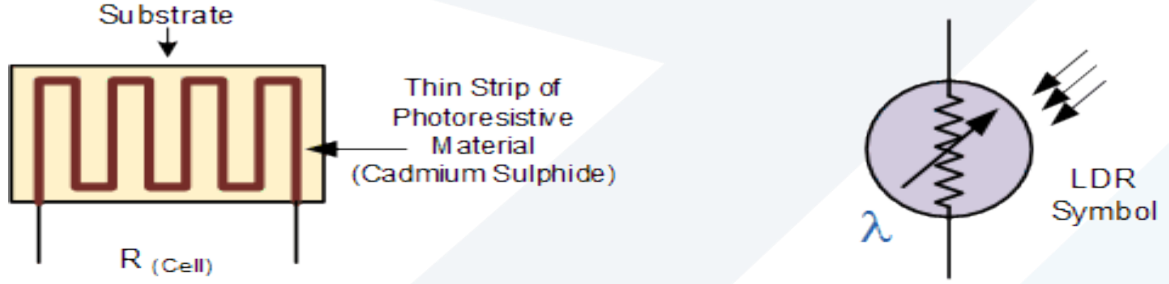 Substrate
Thin Strip of
Photoresistive
Material
(Cadmium Sulphide)
R (Cell)
λ
LDR
Symbol